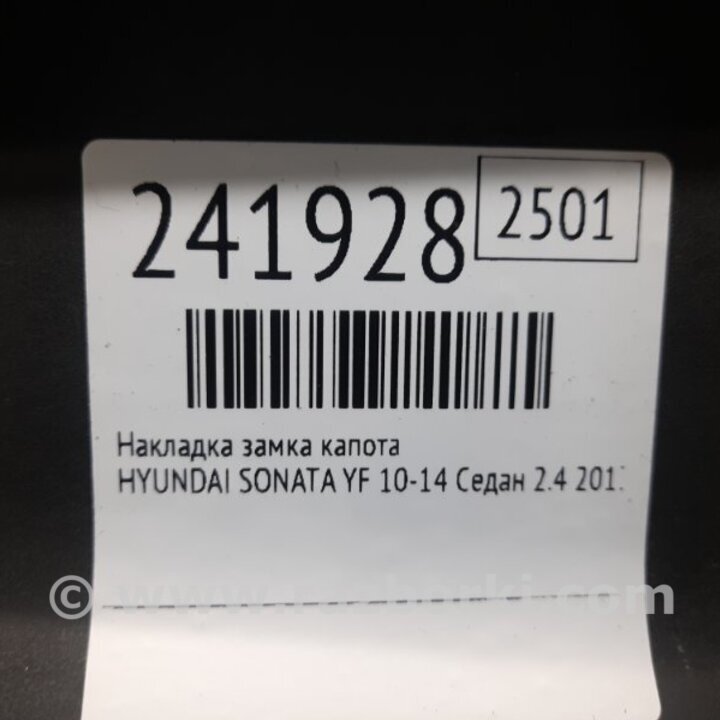 241928
2501
Накладка замка капота
HYUNDAI SONATA YF 10-14 Седан 2.4